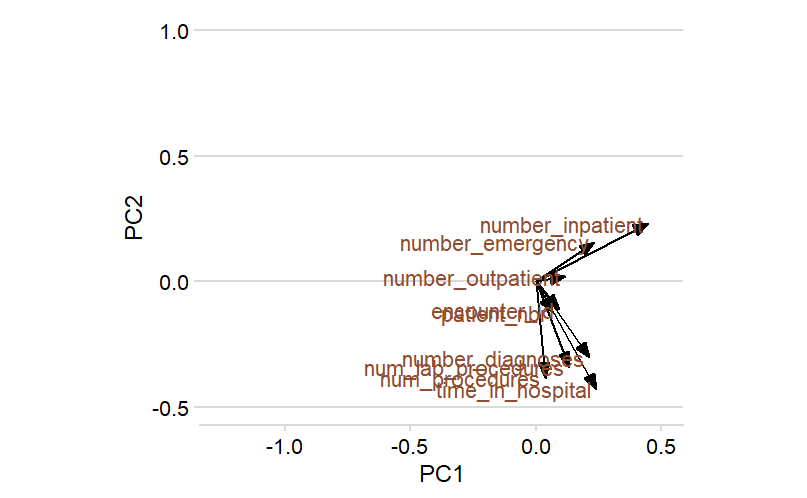 1.0
0.5
0.0
-0.5
PC2
number_inpatient
number_emergency
number_outpatient
encounter_id
patient_nbr
number_diagnoses
num_lab_procedures
num_procedures
time_in_hospital
-1.0
-0.5
0.0
0.5
PC1